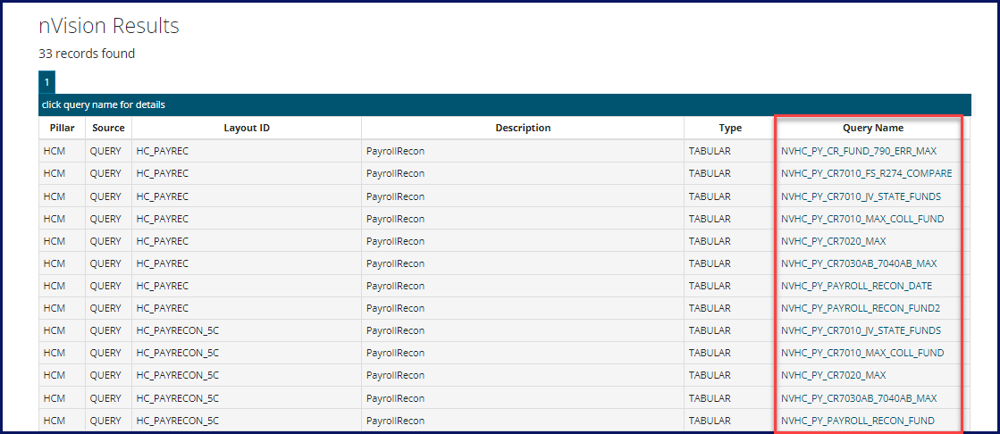 nVision Results
33 records found
1
click query name for details
Pillar Source Layout ID Description Type Query Name
HCM QUERY HC_PAYREC PayrollRecon TABULAR NVHC_PY_CR_FUND_790_ERR_MAX
HCM QUERY HC_PAYREC PayrollRecon TABULAR NVHC_PY_CR7010_FS_R274_COMPARE
HCM QUERY HC_PAYREC PayrollRecon TABULAR NVHC_PY_CR7010_JV_STATE_FUNDS
HCM QUERY HC_PAYREC PayrollRecon TABULAR NVHC_PY_CR7010_MAX_COLL_FUND
HCM QUERY HC_PAYREC PayrollRecon TABULAR NVHC_PY_CR7020_MAX
HCM QUERY HC_PAYREC PayrollRecon TABULAR NVHC_PY_CR7030AB_7040AB_MAX
HCM QUERY HC_PAYREC PayrollRecon TABULAR NVHC_PY_PAYROLL_RECON_DATE
HCM QUERY HC_PAYREC PayrollRecon TABULAR NVHC_PY_PAYROLL_RECON_FUND2
HCM QUERY HC_PAYRECON_5C PayrollRecon TABULAR NVHC_PY_CR7010_JV_STATE_FUNDS
HCM QUERY HC_PAYRECON_5C PayrollRecon TABULAR NVHC_PY_CR7010_MAX_COLL_FUND
HCM QUERY HC_PAYRECON_5C PayrollRecon TABULAR NVHC_PY_CR7020_MAX
HCM QUERY HC_PAYRECON_5C PayrollRecon TABULAR NVHC_PY_CR7030AB_7040AB_MAX
HCM QUERY HC_PAYRECON_5C PayrollRecon TABULAR NVHC_PY_PAYROLL_RECON_FUND